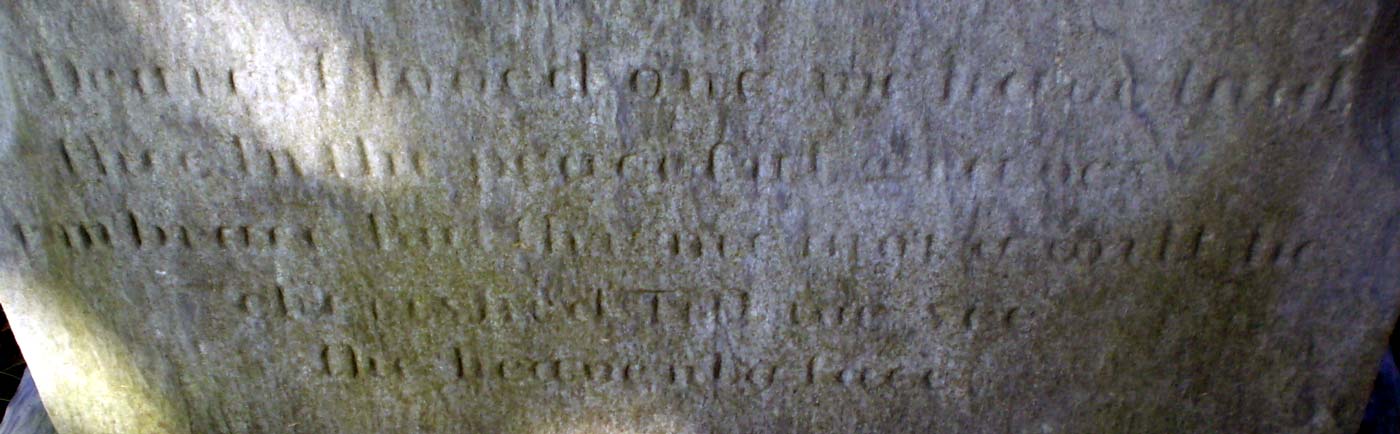 Dearest loved one we have laid
thee In the peaceful graves
embrace But thy memory will be
cherished Till we see
thy heavenly face